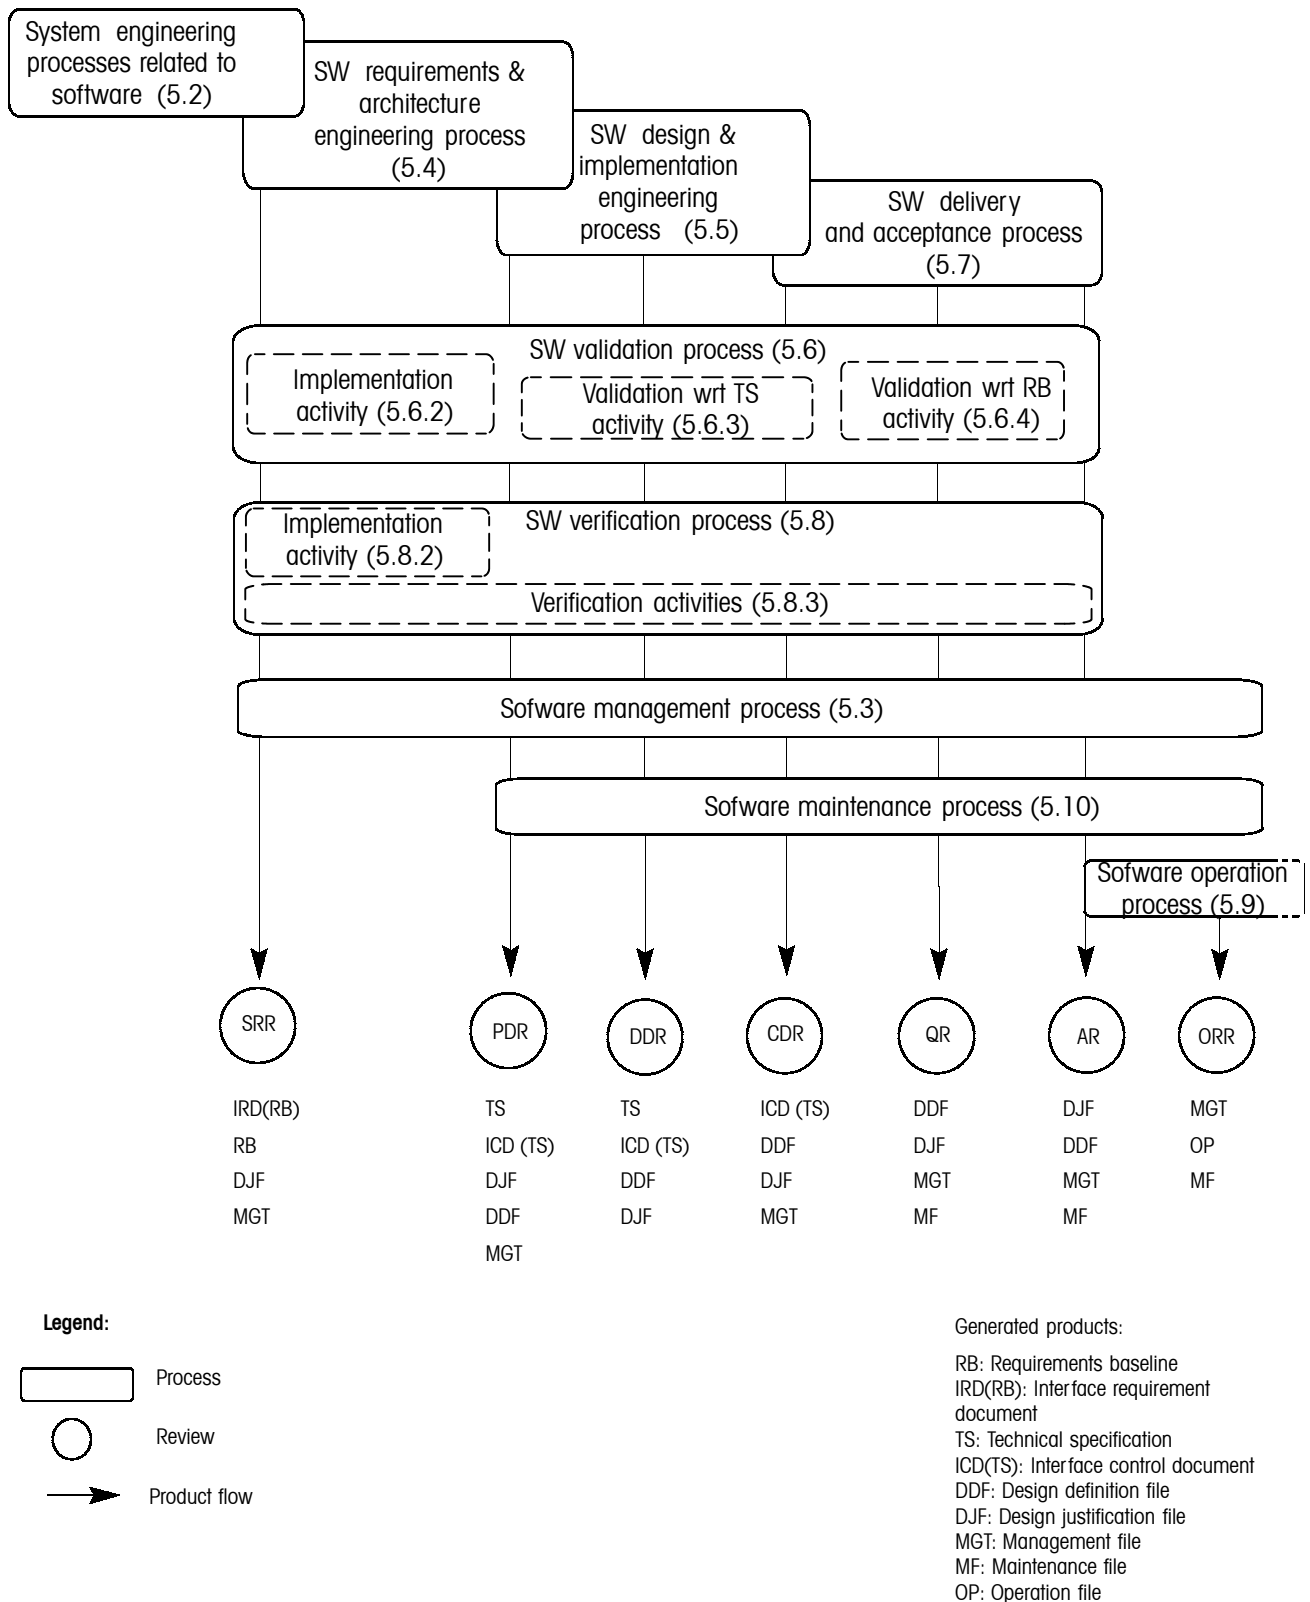 System engineering
processes related to
software (5.2)
SW requirements &
architecture
engineering process
(5.4)
SW design &
implementation
engineering
process (5.5)
SW delivery
and acceptance process
(5.7)
SW validation process (5.6)
Implementation
activity (5.6.2)
Validation wrt TS
activity (5.6.3)
Validation wrt RB
activity (5.6.4)
SW verification process (5.8)
Implementation
activity (5.8.2)
Verification activities (5.8.3)
Sofware management process (5.3)
Sofware maintenance process (5.10)
Sofware operation
process (5.9)
SRR
PDR
DDR
CDR
QR
AR
ORR
IRD(RB)
RB
DJF
MGT
TS
ICD (TS)
DJF
DDF
MGT
TS
ICD (TS)
DDF
DJF
ICD (TS)
DDF
DJF
MGT
DDF
DJF
MGT
MF
DJF
DDF
MGT
MF
MGT
OP
MF
Legend:
Process
Review
Product flow
Generated products:
RB: Requirements baseline
IRD(RB): Interface requirement
document
TS: Technical specification
ICD(TS): Interface control document
DDF: Design definition file
DJF: Design justification file
MGT: Management file
MF: Maintenance file
OP: Operation file